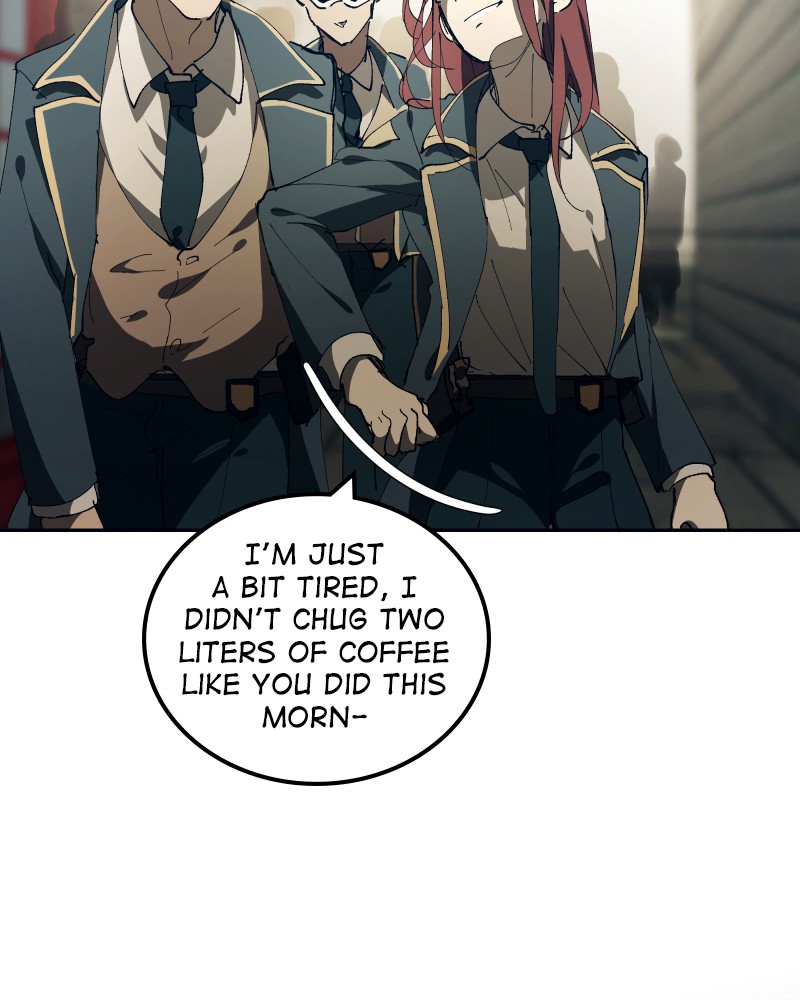 I'M JUST
A BIT TIRED, I
DIDN'T CHUG TWO
LITERS OF COFFEE
LIKE YOU DID THIS
MORN-